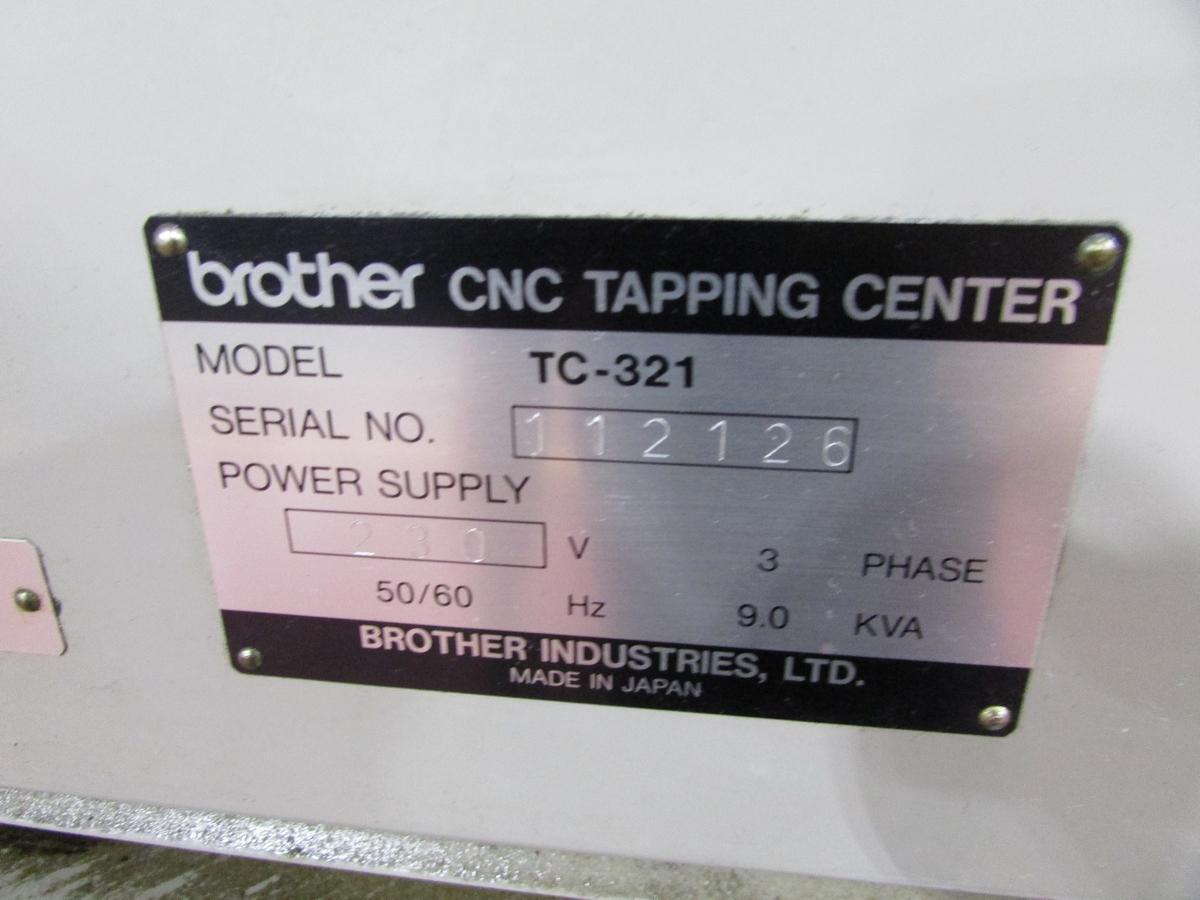 brother CNC TAPPING CENTER
MODEL TC-321
SERIAL NO. 112126
POWER SUPPLY
230 V 3 PHASE
50/60 Hz 9.0 KVA
BROTHER INDUSTRIES, LTD.
MADE IN JAPAN